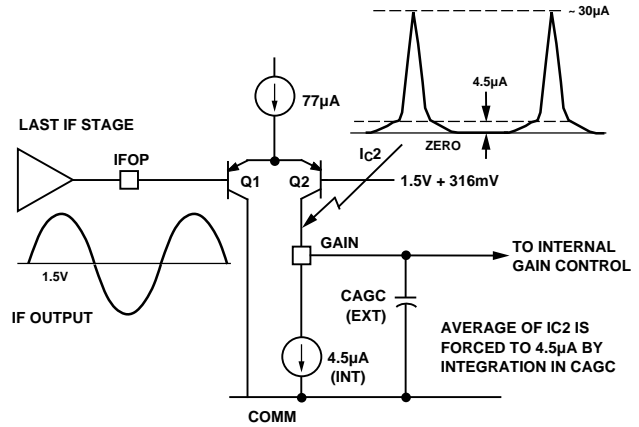 ~ 30µA
4.5µA
77µA
ZERO
LAST IF STAGE
IFOP
IC2
Q1
Q2
1.5V + 316mV
GAIN
TO INTERNAL
GAIN CONTROL
1.5V
CAGC
(EXT)
IF OUTPUT
4.5µA
(INT)
AVERAGE OF IC2 IS
FORCED TO 4.5µA BY
INTEGRATION IN CAGC
COMM